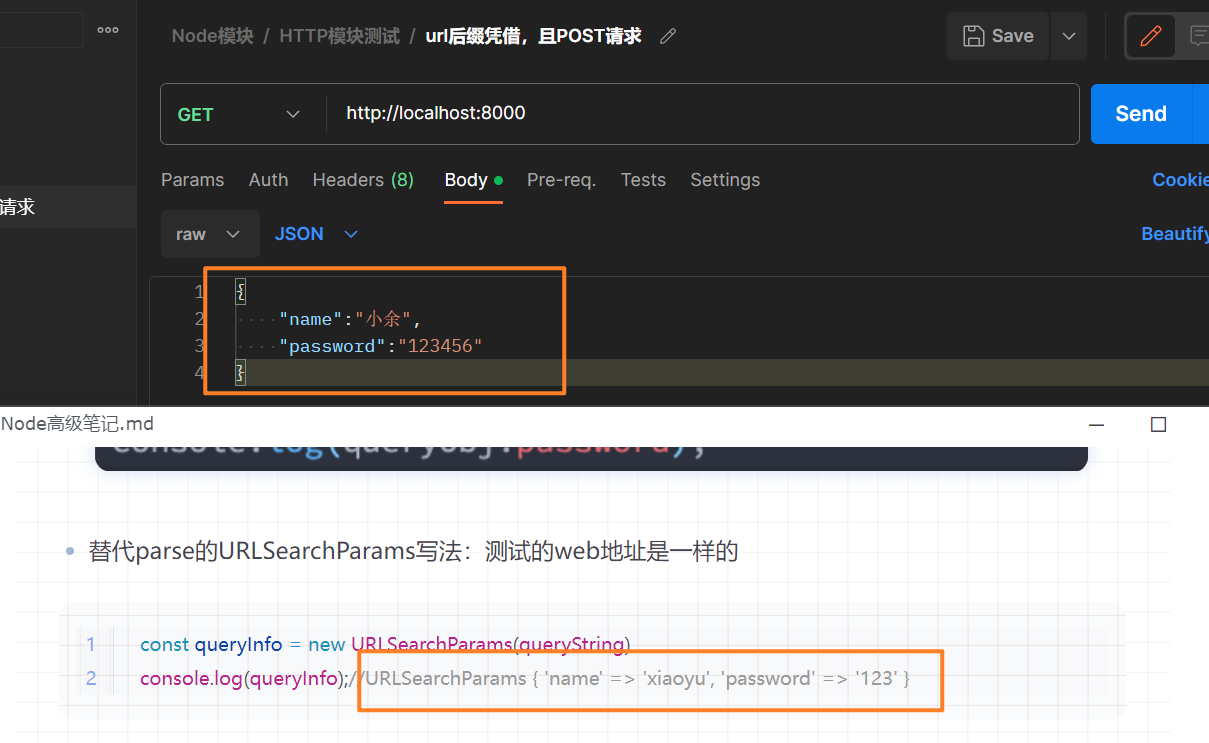 Node模块 / HTTP模块测试 / url后缀凭借，且POST请求
Save
GET
http://localhost:8000
Send
Params Auth Headers (8) Body Pre-req. Tests Settings
Cookie
请求
raw
JSON
Beautify
1 {
2 "name":"小余",
3 "password":"123456"
4 }
Node高级笔记.md
console.log(queryobj.password);
替代parse的URLSearchParams写法：测试的web地址是一样的
1 const queryInfo = new URLSearchParams(queryString)
2 console.log(queryInfo);//URLSearchParams { 'name' => 'xiaoyu', 'password' => '123' }